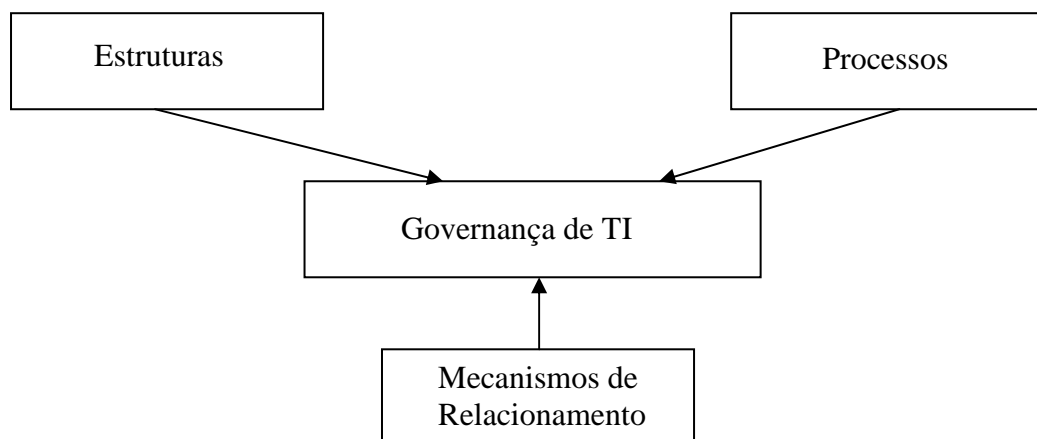 Estruturas
Processos
Governança de TI
Mecanismos de
Relacionamento